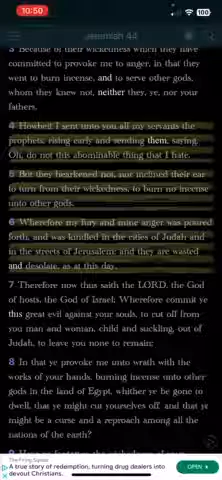 10:50
100
Jeremiah 44
3 Because of their wickedness which they have
committed to provoke me to anger, in that they
went to burn incense, and to serve other gods,
whom they knew not, neither they, ye, nor your
fathers.
4 Howbeit I sent unto you all my servants the
prophets, rising early and sending them, saying,
Oh, do not this abominable thing that I hate.
5 But they hearkened not, nor inclined their ear
to turn from their wickedness, to burn no incense
unto other gods.
6 Wherefore my fury and mine anger was poured
forth, and was kindled in the cities of Judah and
in the streets of Jerusalem; and they are wasted
and desolate, as at this day.
7 Therefore now thus saith the LORD, the God
of hosts, the God of Israel; Wherefore commit ye
this great evil against your souls, to cut off from
you man and woman, child and suckling, out of
Judah, to leave you none to remain;
8 In that ye provoke me unto wrath with the
works of your hands, burning incense unto other
gods in the land of Egypt, whither ye be gone to
dwell, that ye might cut yourselves off, and that ye
might be a curse and a reproach among all the
nations of the earth?
The Firing Squad
A true story of redemption, turning drug dealers into
devout Christians.
OPEN